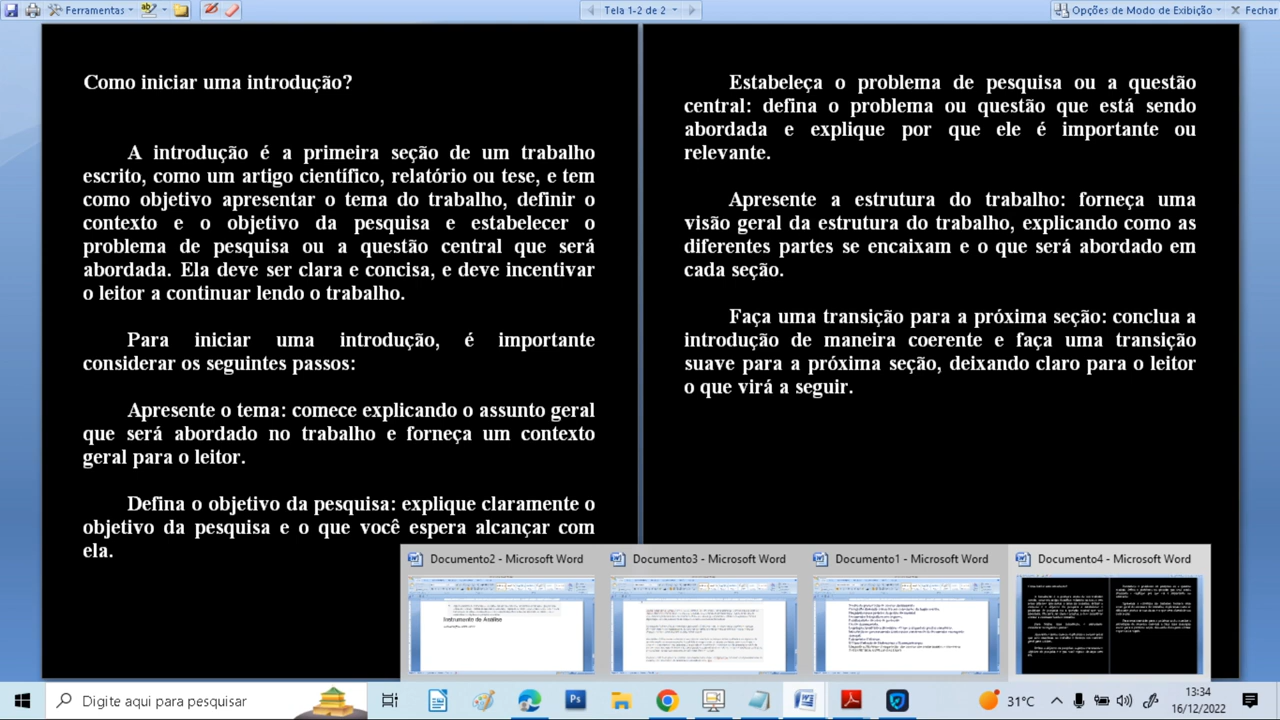 Ferramentas
Tela 1-2 de 2
Opções de Modo de Exibição
Fechar
Como iniciar uma introdução?
A introdução é a primeira seção de um trabalho
escrito, como um artigo científico, relatório ou tese, e tem
como objetivo apresentar o tema do trabalho, definir o
contexto e o objetivo da pesquisa e estabelecer o
problema de pesquisa ou a questão central que será
abordada. Ela deve ser clara e concisa, e deve incentivar
o leitor a continuar lendo o trabalho.
Para iniciar uma introdução, é importante
considerar os seguintes passos:
Apresente o tema: comece explicando o assunto geral
que será abordado no trabalho e forneça um contexto
geral para o leitor.
Defina o objetivo da pesquisa: explique claramente o
objetivo da pesquisa e o que você espera alcançar com
ela.
Estabeleça o problema de pesquisa ou a questão
central: defina o problema ou questão que está sendo
abordada e explique por que ele é importante ou
relevante.
Apresente a estrutura do trabalho: forneça uma
visão geral da estrutura do trabalho, explicando como as
diferentes partes se encaixam e o que será abordado em
cada seção.
Faça uma transição para a próxima seção: conclua a
introdução de maneira coerente e faça uma transição
suave para a próxima seção, deixando claro para o leitor
o que virá a seguir.
Documento2 - Microsoft Word
Documento3 - Microsoft Word
Documento1 - Microsoft Word
Documento4 - Microsoft Word
Instrumento de Análise
Digite aqui para pesquisar
Ps
31°C
13:34
16/12/2022